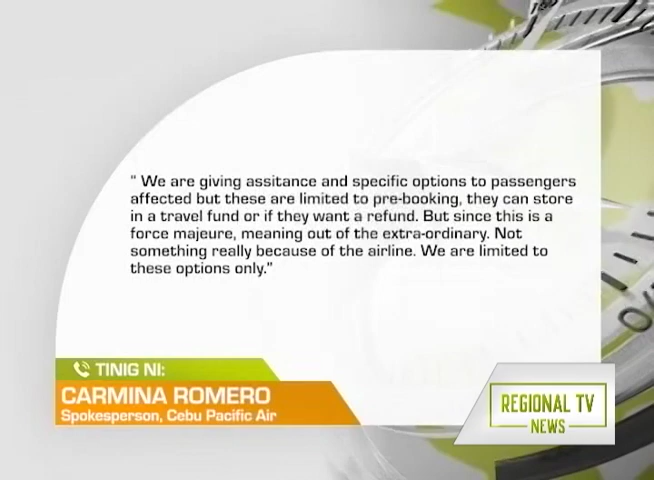 “ We are giving assitance and specific options to passengers
affected but these are limited to pre-booking, they can store
in a travel fund or if they want a refund. But since this is a
force majeure, meaning out of the extra-ordinary. Not
something really because of the airline. We are limited to
these options only.”
TINIG NI:
CARMINA ROMERO
Spokesperson, Cebu Pacific Air
REGIONAL TV
NEWS